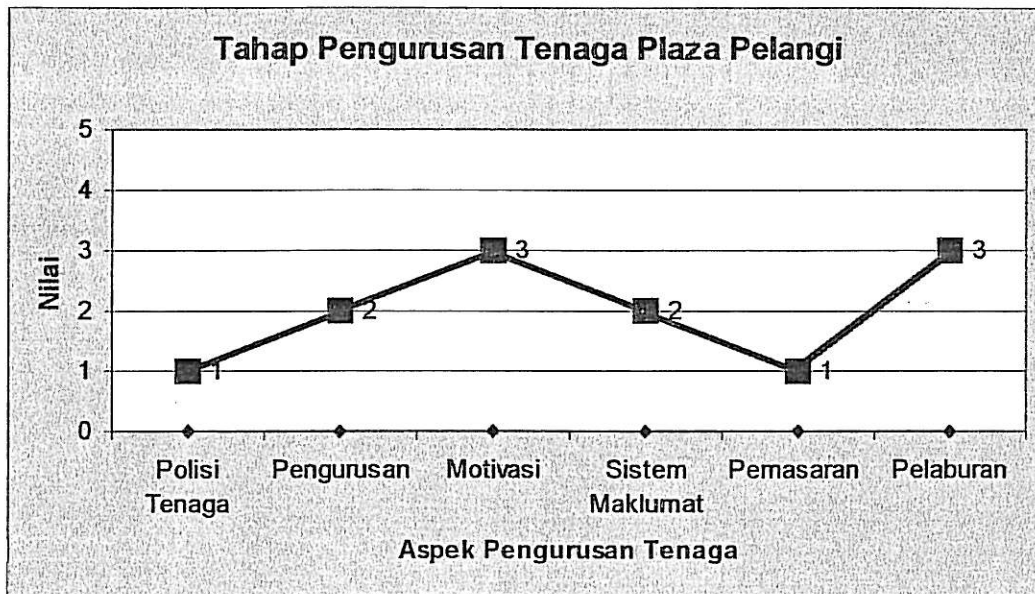 Tahap Pengurusan Tenaga Plaza Pelangi
Nilai
5
4
3
2
1
0
1
2
3
2
1
3
Polisi
Tenaga
Pengurusan
Motivasi
Sistem
Maklumat
Pemasaran
Pelaburan
Aspek Pengurusan Tenaga